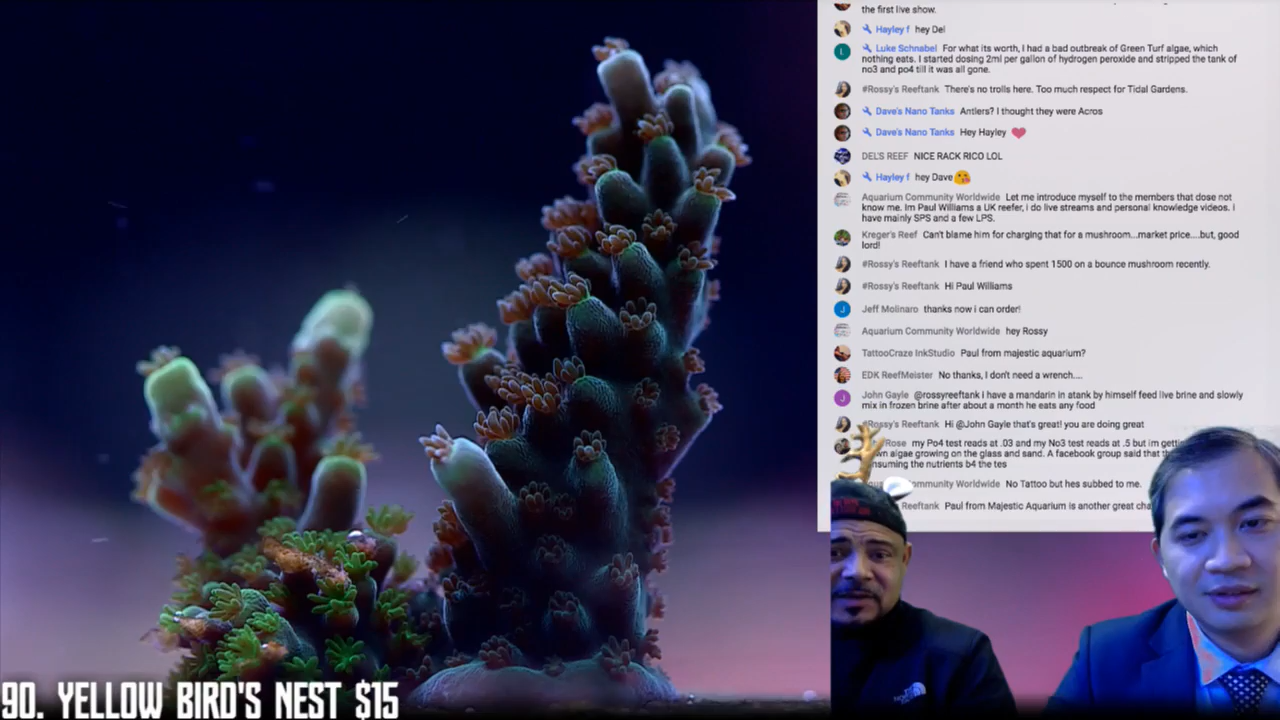 the first live show.
Hayley f hey Del
Luke Schnabel For what its worth, I had a bad outbreak of Green Turf algae, which
nothing eats. I started dosing 2ml per gallon of hydrogen peroxide and stripped the tank of
no3 and po4 till it was all gone.
#Rossy's Reeftank There's no trolls here. Too much respect for Tidal Gardens.
Dave's Nano Tanks Antlers? I thought they were Acros
Dave's Nano Tanks Hey Hayley
DEL'S REEF NICE RACK RICO LOL
Hayley f hey Dave
Aquarium Community Worldwide Let me introduce myself to the members that dose not
know me. Im Paul Williams a UK reefer, i do live streams and personal knowledge videos. I
have mainly SPS and a few LPS.
Kreger's Reef Can't blame him for charging that for a mushroom...market price....but, good
lord!
#Rossy's Reeftank I have a friend who spent 1500 on a bounce mushroom recently.
#Rossy's Reeftank Hi Paul Williams
J Jeff Molinaro thanks now i can order!
Aquarium Community Worldwide hey Rossy
TattooCraze InkStudio Paul from majestic aquarium?
EDK ReefMeister No thanks, I don't need a wrench....
J John Gayle @rossyreeftank i have a mandarin in atank by himself feed live brine and slowly
mix in frozen brine after about a month he eats any food
Rossy's Reeftank Hi @John Gayle that's great! you are doing great
Rose my Po4 test reads at .03 and my No3 test reads at .5 but im
algae growing on the glass and sand. A facebook group said that
the nutrients b4 the tes
Community Worldwide No Tattoo but hes subbed to me.
Reeftank Paul from Majestic Aquarium is another great
90. YELLOW BIRD'S NEST $15